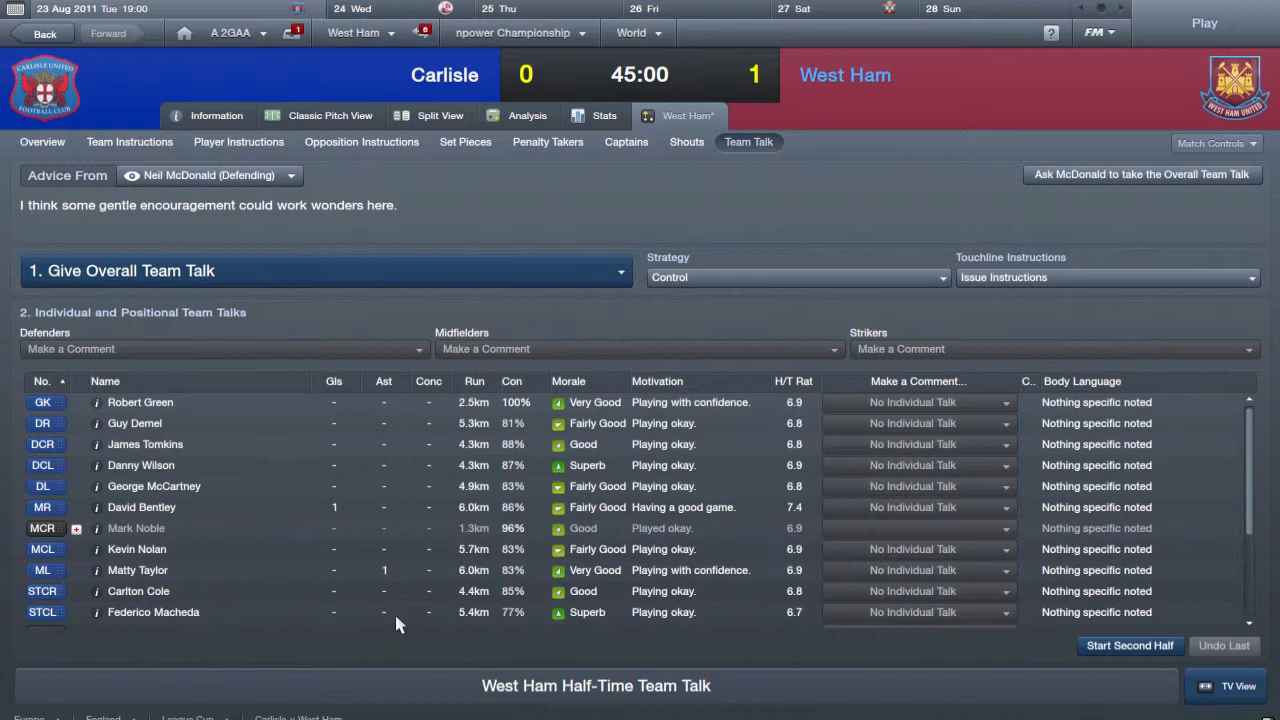 23 Aug 2011 Tue 19:00 24 Wed 25 Thu 26 Fri 27 Sat 28 Sun
Back Forward A 2GAA 1 West Ham 6 npower Championship World ? FM Play
Carlisle 0 45:00 1 West Ham
Information Classic Pitch View Split View Analysis Stats West Ham*
Overview Team Instructions Player Instructions Opposition Instructions Set Pieces Penalty Takers Captains Shouts Team Talk Match Controls
Advice From Neil McDonald (Defending) Ask McDonald to take the Overall Team Talk
I think some gentle encouragement could work wonders here.
Strategy Touchline Instructions
1. Give Overall Team Talk Control Issue Instructions
2. Individual and Positional Team Talks
Defenders Midfielders Strikers
Make a Comment Make a Comment Make a Comment
No. Name Gls Ast Conc Run Con Morale Motivation H/T Rat Make a Comment... C.. Body Language
GK i Robert Green - - - 2.5km 100% Very Good Playing with confidence. 6.9 No Individual Talk Nothing specific noted
DR i Guy Demel - - - 5.3km 81% Fairly Good Playing okay. 6.8 No Individual Talk Nothing specific noted
DCR i James Tomkins - - - 4.3km 88% Good Playing okay. 6.8 No Individual Talk Nothing specific noted
DCL i Danny Wilson - - - 4.3km 87% Superb Playing okay. 6.9 No Individual Talk Nothing specific noted
DL i George McCartney - - - 4.9km 83% Fairly Good Playing okay. 6.8 No Individual Talk Nothing specific noted
MR i David Bentley 1 - - 6.0km 86% Fairly Good Having a good game. 7.4 No Individual Talk Nothing specific noted
MCR i Mark Noble - - - 1.3km 96% Good Played okay. 6.9 Nothing specific noted
MCL i Kevin Nolan - - - 5.7km 83% Fairly Good Playing okay. 6.9 No Individual Talk Nothing specific noted
ML i Matty Taylor - 1 - 6.0km 83% Very Good Playing with confidence. 6.9 No Individual Talk Nothing specific noted
STCR i Carlton Cole - - - 4.4km 85% Good Playing okay. 6.8 No Individual Talk Nothing specific noted
STCL i Federico Macheda - - - 5.4km 77% Superb Playing okay. 6.7 No Individual Talk Nothing specific noted
Start Second Half Undo Last
West Ham Half-Time Team Talk TV View
Europe England League Cup Carlisle v West Ham